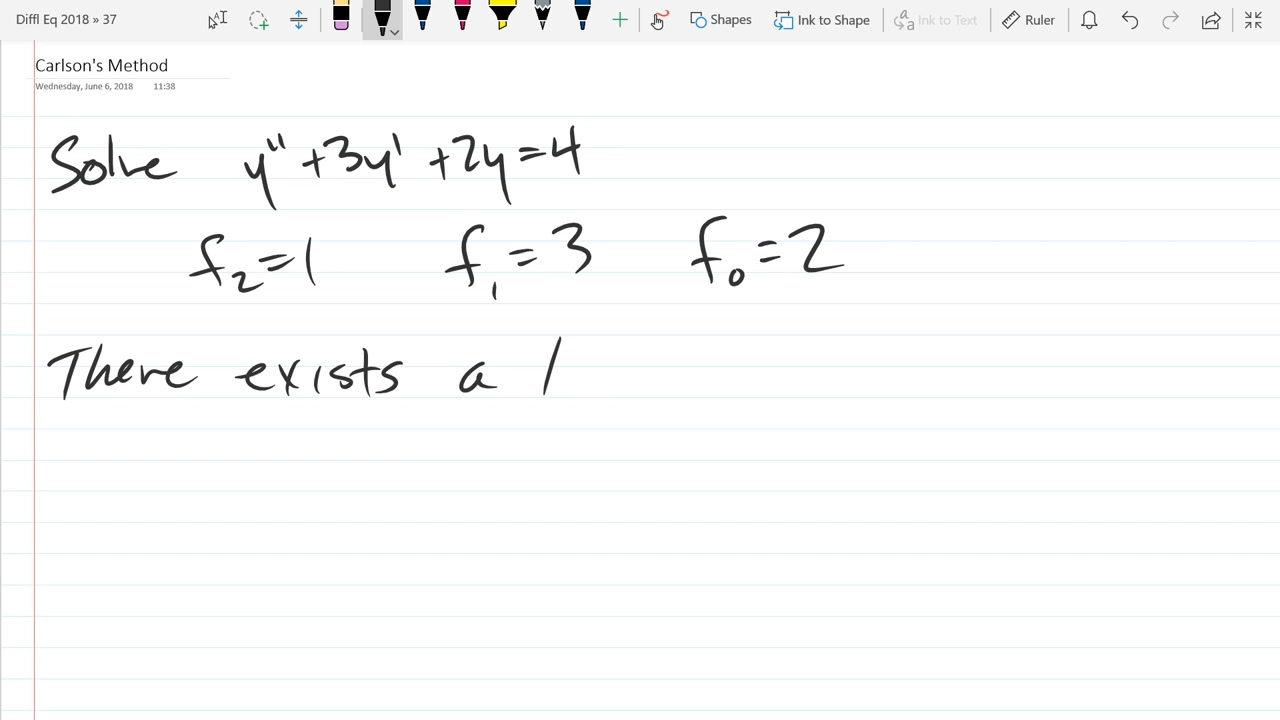 Diffl Eq 2018 » 37
Shapes
Ink to Shape
Ink to Text
Ruler
Carlson's Method
Wednesday, June 6, 2018 11:38
Solve y'' + 3y' + 2y = 4
f₂ = 1 f₁ = 3 f₀ = 2
There exists a